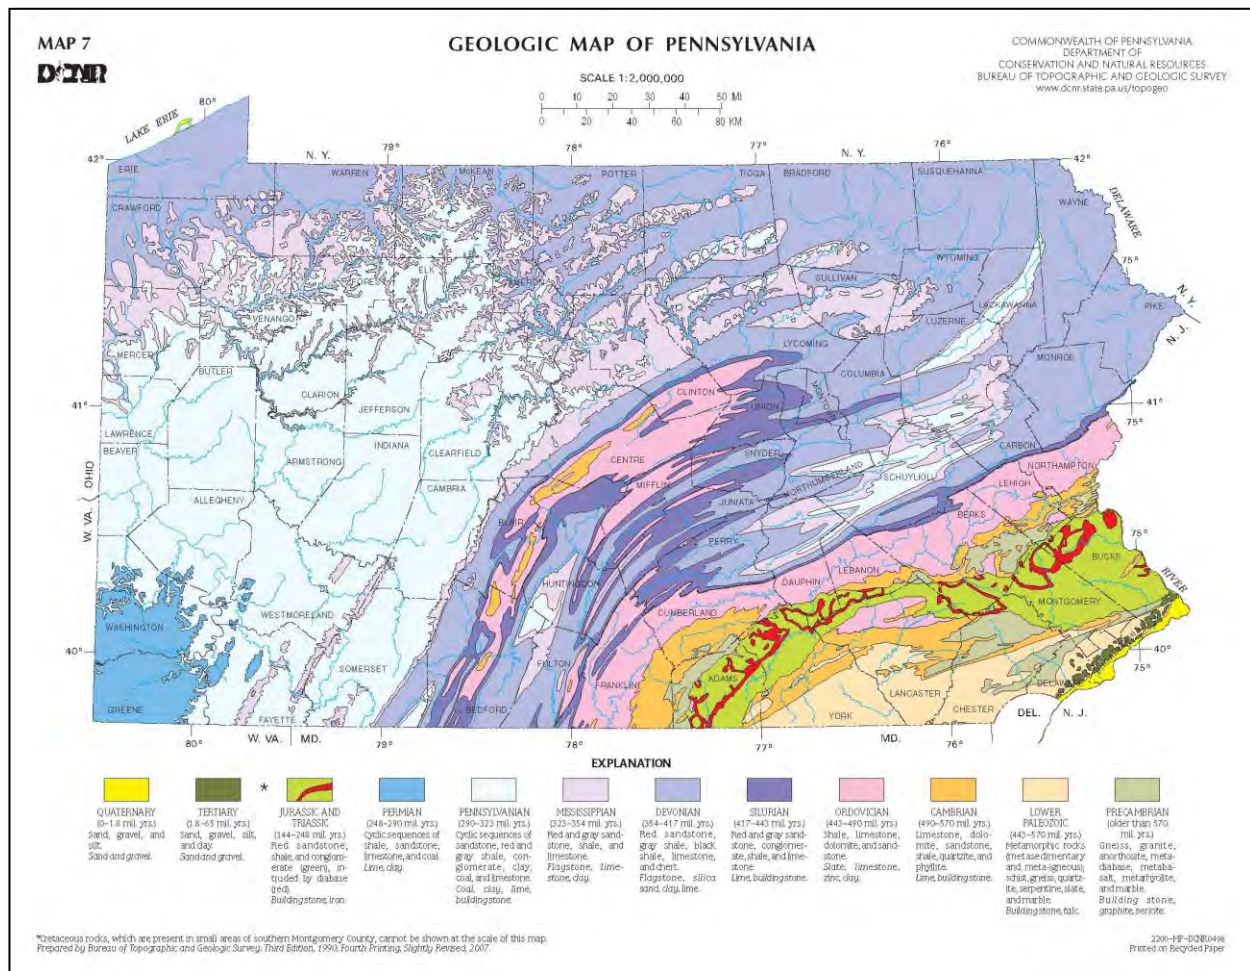 MAP 7
DCNR
GEOLOGIC MAP OF PENNSYLVANIA
COMMONWEALTH OF PENNSYLVANIA
DEPARTMENT OF
CONSERVATION AND NATURAL RESOURCES
BUREAU OF TOPOGRAPHIC AND GEOLOGIC SURVEY
www.dcnr.state.pa.us/topogeo
SCALE 1:2,000,000
0 10 20 30 40 50 MI
0 20 40 60 80 KM
80°
LAKE ERIE
79°
78°
77°
76°
42°
N. Y.
N. Y.
42°
ERIE
WARREN
McKEAN
POTTER
TIOGA
BRADFORD
SUSQUEHANNA
WAYNE
DELAWARE
CRAWFORD
FOREST
ELK
CAMERON
SULLIVAN
WYOMING
LACKAWANNA
75°
PIKE
N. Y.
N. J.
VENANGO
LUZERNE
MERCER
BUTLER
CLARION
JEFFERSON
CLINTON
LYCOMING
COLUMBIA
MONROE
41°
41°
75°
LAWRENCE
BEAVER
ARMSTRONG
INDIANA
CLEARFIELD
CENTRE
UNION
MONTOUR
SNYDER
NORTHUMBERLAND
SCHUYLKILL
CARBON
NORTHAMPTON
LEHIGH
OHIO
W. VA.
ALLEGHENY
CAMBRIA
BLAIR
MIFFLIN
JUNIATA
PERRY
BERKS
75°
BUCKS
RIVER
HUNTINGDON
DAUPHIN
LEBANON
MONTGOMERY
WASHINGTON
WESTMORELAND
CUMBERLAND
40°
40°
75°
SOMERSET
FULTON
FRANKLIN
ADAMS
LANCASTER
DELAWARE
GREENE
FAYETTE
BEDFORD
YORK
CHESTER
DEL.
N. J.
W. VA.
MD.
MD.
80°
79°
78°
77°
76°
EXPLANATION
*
QUATERNARY
(0–1.8 mil. yrs.)
Sand, gravel, and
silt.
Sand and gravel.
TERTIARY
(1.8–65 mil. yrs.)
Sand, gravel, silt,
and clay.
Sand and gravel.
JURASSIC AND
TRIASSIC
(144–248 mil. yrs.)
Red sandstone,
shale, and conglom-
erate (green), in-
truded by diabase
(red).
Building stone, iron.
PERMIAN
(248–290 mil. yrs.)
Cyclic sequences of
shale, sandstone,
limestone, and coal.
Lime, clay.
PENNSYLVANIAN
(290–323 mil. yrs.)
Cyclic sequences of
sandstone, red and
gray shale, con-
glomerate, clay,
coal, and limestone.
Coal, clay, lime,
building stone.
MISSISSIPPIAN
(323–354 mil. yrs.)
Red and gray sand-
stone, shale, and
limestone.
Flagstone, lime-
stone, clay.
DEVONIAN
(354–417 mil. yrs.)
Red sandstone,
gray shale, black
shale, limestone,
and chert.
Flagstone, silica
sand, clay, lime.
SILURIAN
(417–443 mil. yrs.)
Red and gray sand-
stone, conglomer-
ate, shale, and lime-
stone.
Lime, building stone.
ORDOVICIAN
(443–490 mil. yrs.)
Shale, limestone,
dolomite, and sand-
stone.
Slate, limestone,
zinc, clay.
CAMBRIAN
(490–570 mil. yrs.)
Limestone, dolo-
mite, sandstone,
shale, quartzite, and
phyllite.
Lime, building stone.
LOWER
PALEOZOIC
(443–570 mil. yrs.)
Metamorphic rocks
(metasedimentary
and meta-igneous);
schist, gneiss, quartz-
ite, serpentine, slate,
and marble.
Building stone, talc.
PRECAMBRIAN
(older than 570
mil. yrs.)
Gneiss, granite,
anorthosite, meta-
diabase, metaba-
salt, metarhyolite,
and marble.
Building stone,
graphite, sericite.
*Cretaceous rocks, which are present in small areas of southern Montgomery County, cannot be shown at the scale of this map.
Prepared by Bureau of Topographic and Geologic Survey, Third Edition, 1990; Fourth Printing, Slightly Revised, 2007.
2200-MP-DCNR0498
Printed on Recycled Paper